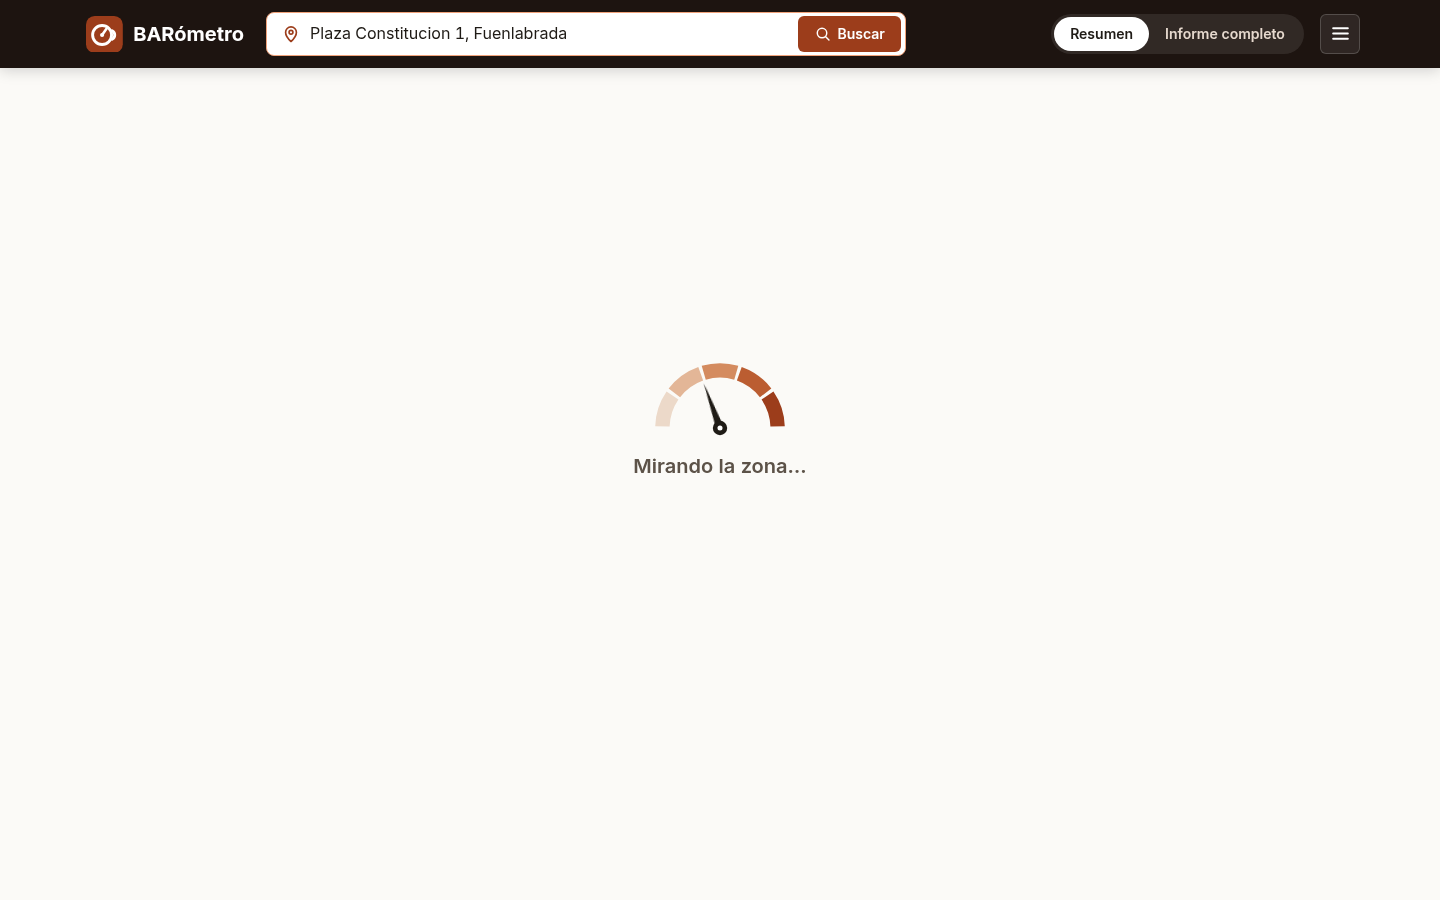 BARómetro
Plaza Constitucion 1, Fuenlabrada
Buscar
Resumen
Informe completo
Mirando la zona...